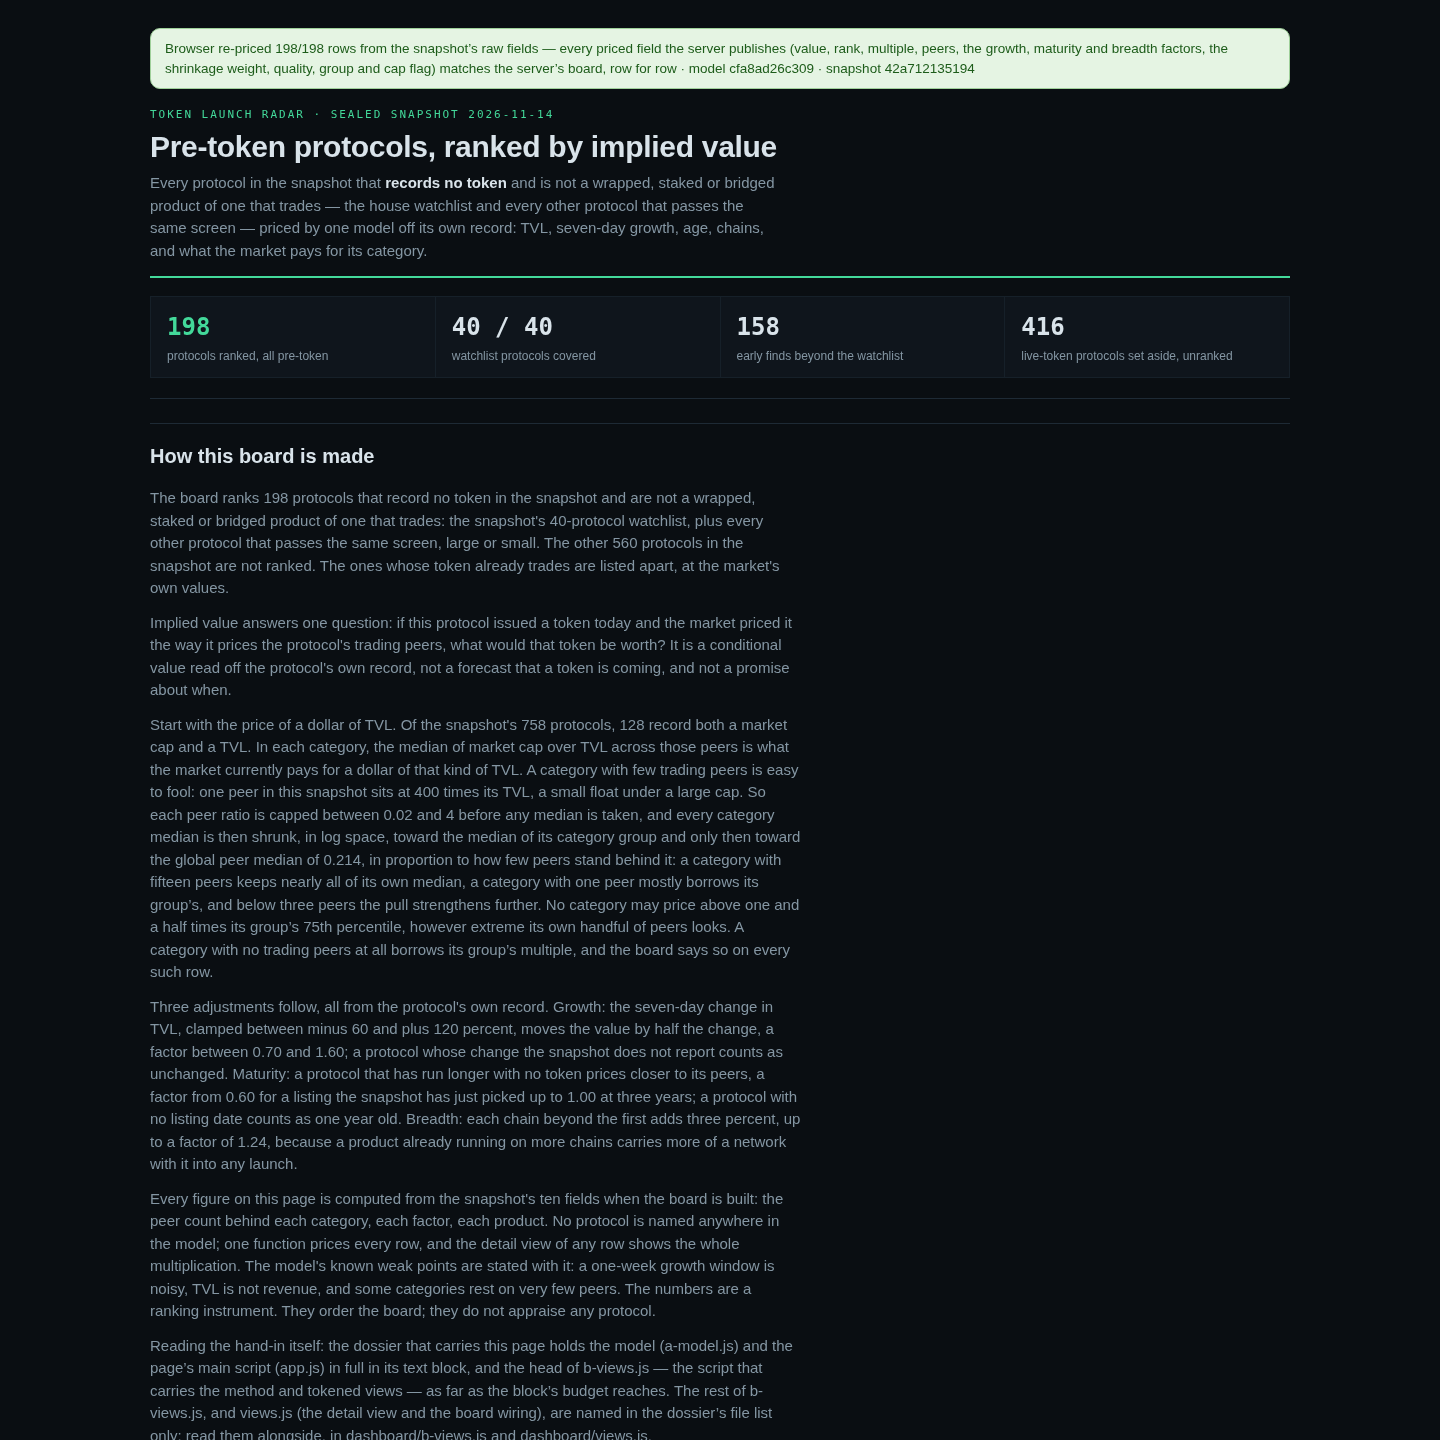 Browser re-priced 198/198 rows from the snapshot’s raw fields — every priced field the server publishes (value, rank, multiple, peers, the growth, maturity and breadth factors, the
shrinkage weight, quality, group and cap flag) matches the server’s board, row for row · model cfa8ad26c309 · snapshot 42a712135194
TOKEN LAUNCH RADAR · SEALED SNAPSHOT 2026-11-14
Pre-token protocols, ranked by implied value
Every protocol in the snapshot that records no token and is not a wrapped, staked or bridged
product of one that trades — the house watchlist and every other protocol that passes the
same screen — priced by one model off its own record: TVL, seven-day growth, age, chains,
and what the market pays for its category.
198
protocols ranked, all pre-token
40 / 40
watchlist protocols covered
158
early finds beyond the watchlist
416
live-token protocols set aside, unranked
How this board is made
The board ranks 198 protocols that record no token in the snapshot and are not a wrapped,
staked or bridged product of one that trades: the snapshot's 40-protocol watchlist, plus every
other protocol that passes the same screen, large or small. The other 560 protocols in the
snapshot are not ranked. The ones whose token already trades are listed apart, at the market's
own values.
Implied value answers one question: if this protocol issued a token today and the market priced it
the way it prices the protocol's trading peers, what would that token be worth? It is a conditional
value read off the protocol's own record, not a forecast that a token is coming, and not a promise
about when.
Start with the price of a dollar of TVL. Of the snapshot's 758 protocols, 128 record both a market
cap and a TVL. In each category, the median of market cap over TVL across those peers is what
the market currently pays for a dollar of that kind of TVL. A category with few trading peers is easy
to fool: one peer in this snapshot sits at 400 times its TVL, a small float under a large cap. So
each peer ratio is capped between 0.02 and 4 before any median is taken, and every category
median is then shrunk, in log space, toward the median of its category group and only then toward
the global peer median of 0.214, in proportion to how few peers stand behind it: a category with
fifteen peers keeps nearly all of its own median, a category with one peer mostly borrows its
group’s, and below three peers the pull strengthens further. No category may price above one and
a half times its group’s 75th percentile, however extreme its own handful of peers looks. A
category with no trading peers at all borrows its group’s multiple, and the board says so on every
such row.
Three adjustments follow, all from the protocol's own record. Growth: the seven-day change in
TVL, clamped between minus 60 and plus 120 percent, moves the value by half the change, a
factor between 0.70 and 1.60; a protocol whose change the snapshot does not report counts as
unchanged. Maturity: a protocol that has run longer with no token prices closer to its peers, a
factor from 0.60 for a listing the snapshot has just picked up to 1.00 at three years; a protocol with
no listing date counts as one year old. Breadth: each chain beyond the first adds three percent, up
to a factor of 1.24, because a product already running on more chains carries more of a network
with it into any launch.
Every figure on this page is computed from the snapshot's ten fields when the board is built: the
peer count behind each category, each factor, each product. No protocol is named anywhere in
the model; one function prices every row, and the detail view of any row shows the whole
multiplication. The model's known weak points are stated with it: a one-week growth window is
noisy, TVL is not revenue, and some categories rest on very few peers. The numbers are a
ranking instrument. They order the board; they do not appraise any protocol.
Reading the hand-in itself: the dossier that carries this page holds the model (a-model.js) and the
page’s main script (app.js) in full in its text block, and the head of b-views.js — the script that
carries the method and tokened views — as far as the block’s budget reaches. The rest of b-
views.js, and views.js (the detail view and the board wiring), are named in the dossier’s file list
only; read them alongside, in dashboard/b-views.js and dashboard/views.js.